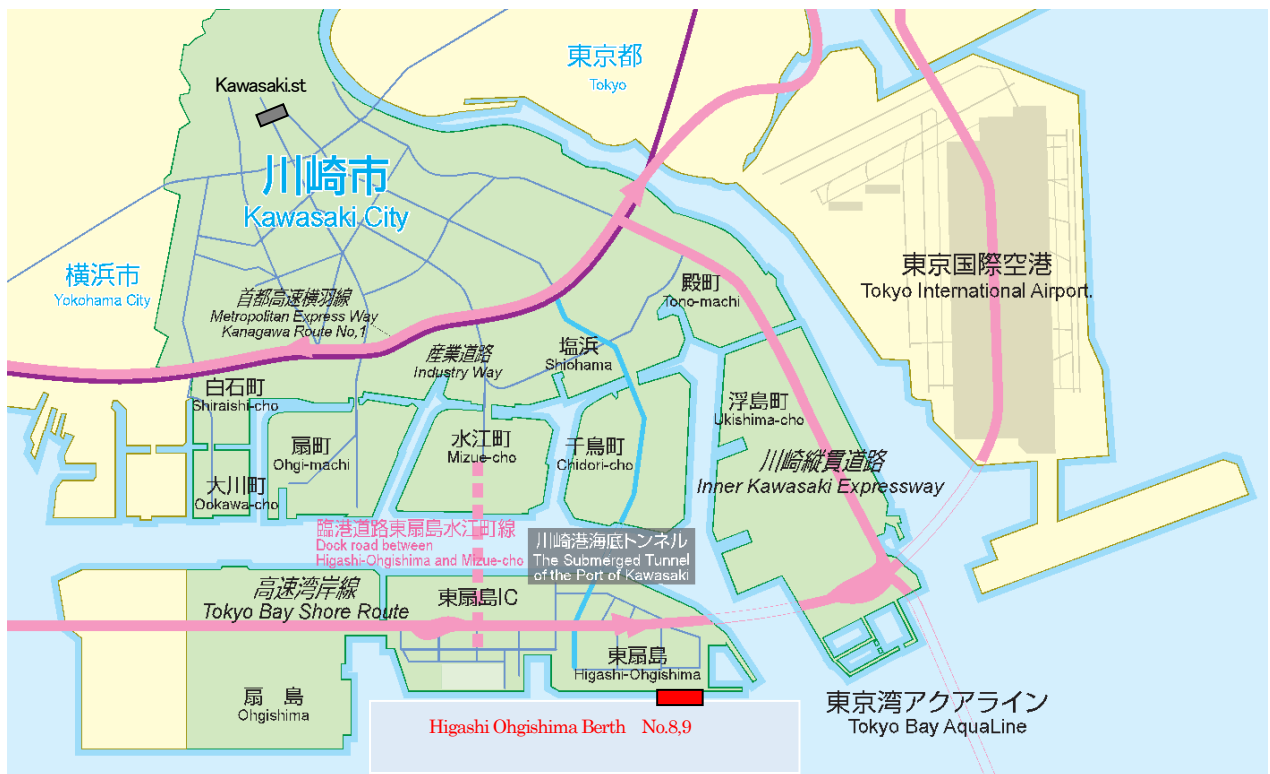 東京都
Tokyo
Kawasaki.st
川崎市
Kawasaki City
横浜市
Yokohama City
東京国際空港
Tokyo International Airport.
殿町
Tono-machi
首都高速横羽線
Metropolitan Express Way
Kanagawa Route No,1
産業道路
Industry Way
塩浜
Shiohama
白石町
Shiraishi-cho
浮島町
Ukishima-cho
扇町
Ohgi-machi
水江町
Mizue-cho
千鳥町
Chidori-cho
川崎縦貫道路
Inner Kawasaki Expressway
大川町
Ookawa-cho
臨港道路東扇島水江町線
Dock road between
Higashi-Ohgishima and Mizue-cho
川崎港海底トンネル
The Submerged Tunnel
of the Port of Kawasaki
高速湾岸線
Tokyo Bay Shore Route
東扇島IC
東扇島
Higashi-Ohgishima
扇島
Ohgishima
東京湾アクアライン
Tokyo Bay AquaLine
Higashi Ohgishima Berth No.8,9